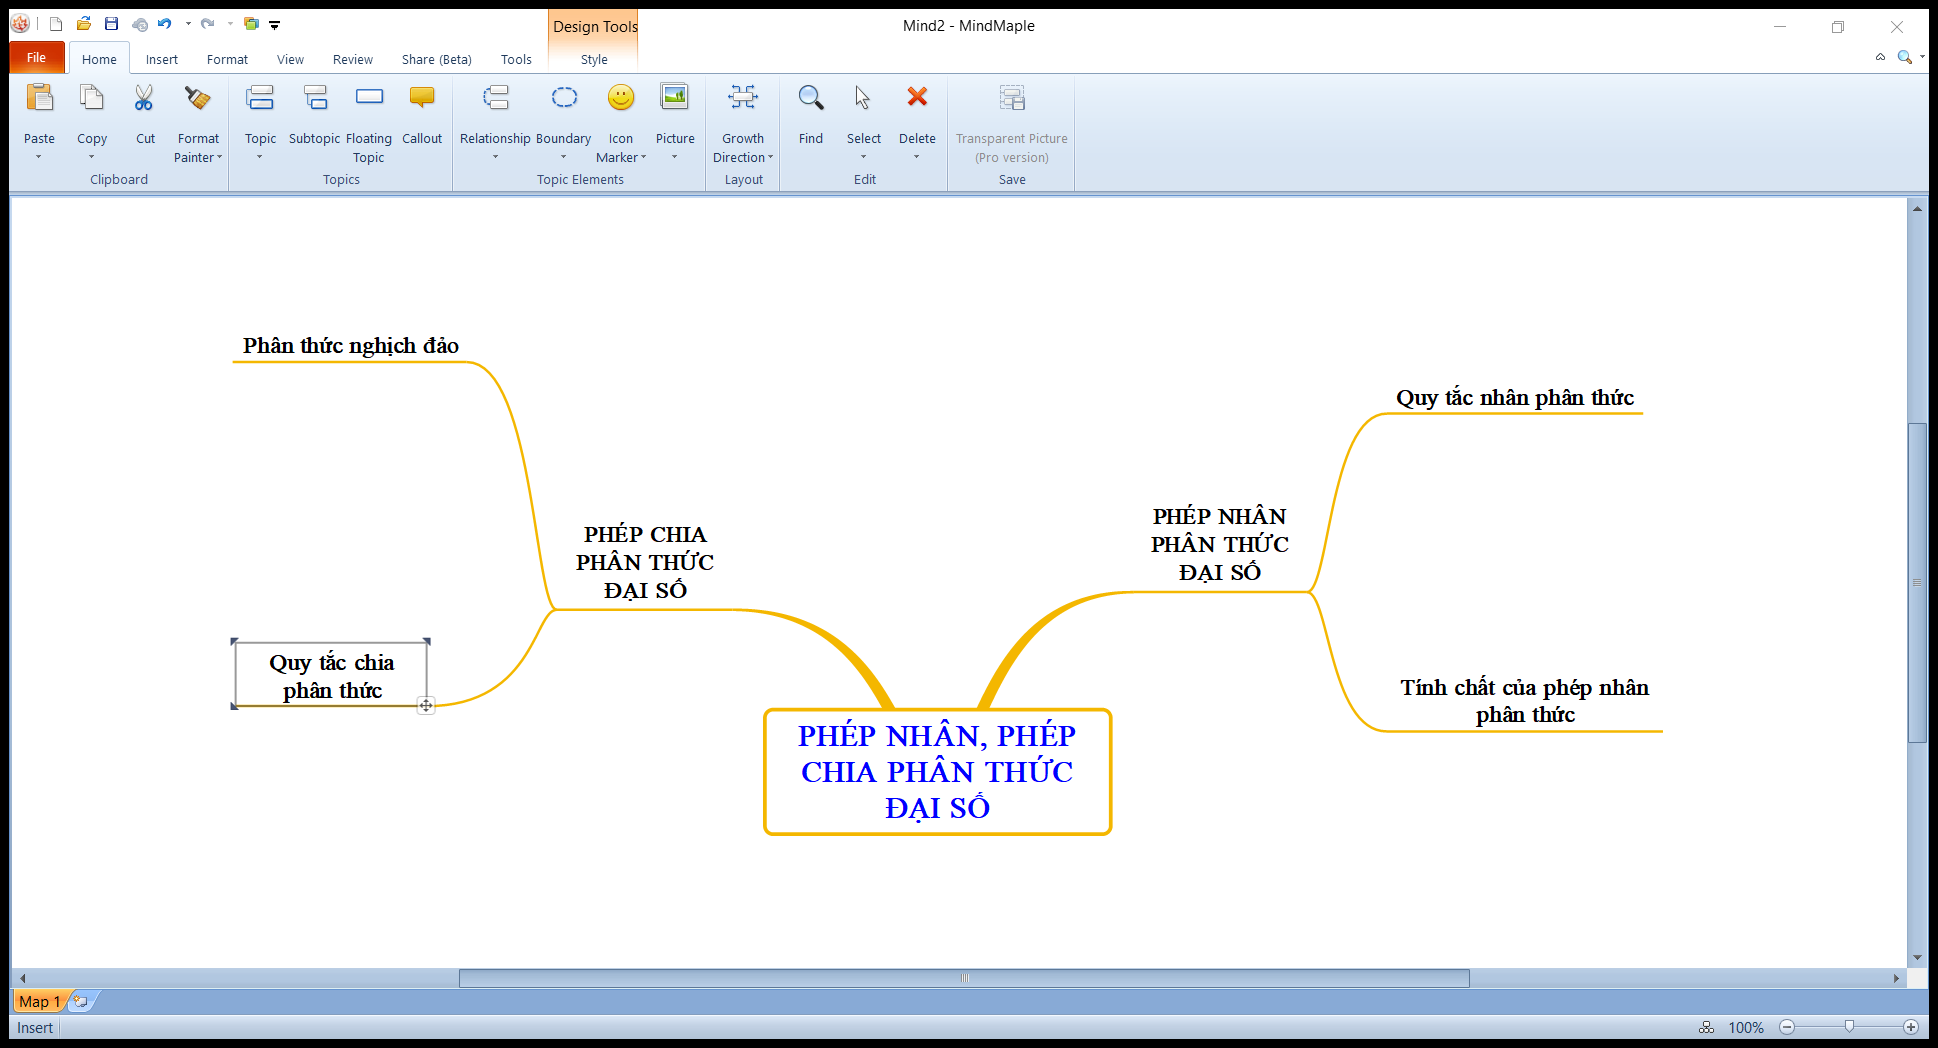 Design Tools
Mind2 - MindMaple
File
Home
Insert
Format
View
Review
Share (Beta)
Tools
Style
Paste
Copy
Cut
Format
Painter
Clipboard
Topic
Subtopic
Floating
Topic
Callout
Topics
Relationship
Boundary
Icon
Marker
Picture
Topic Elements
Growth
Direction
Layout
Find
Select
Delete
Edit
Transparent Picture
(Pro version)
Save
Phân thức nghịch đảo
PHÉP CHIA
PHÂN THỨC
ĐẠI SỐ
Quy tắc chia
phân thức
Quy tắc nhân phân thức
PHÉP NHÂN
PHÂN THỨC
ĐẠI SỐ
Tính chất của phép nhân
phân thức
PHÉP NHÂN, PHÉP
CHIA PHÂN THỨC
ĐẠI SỐ
Map 1
Insert
100%